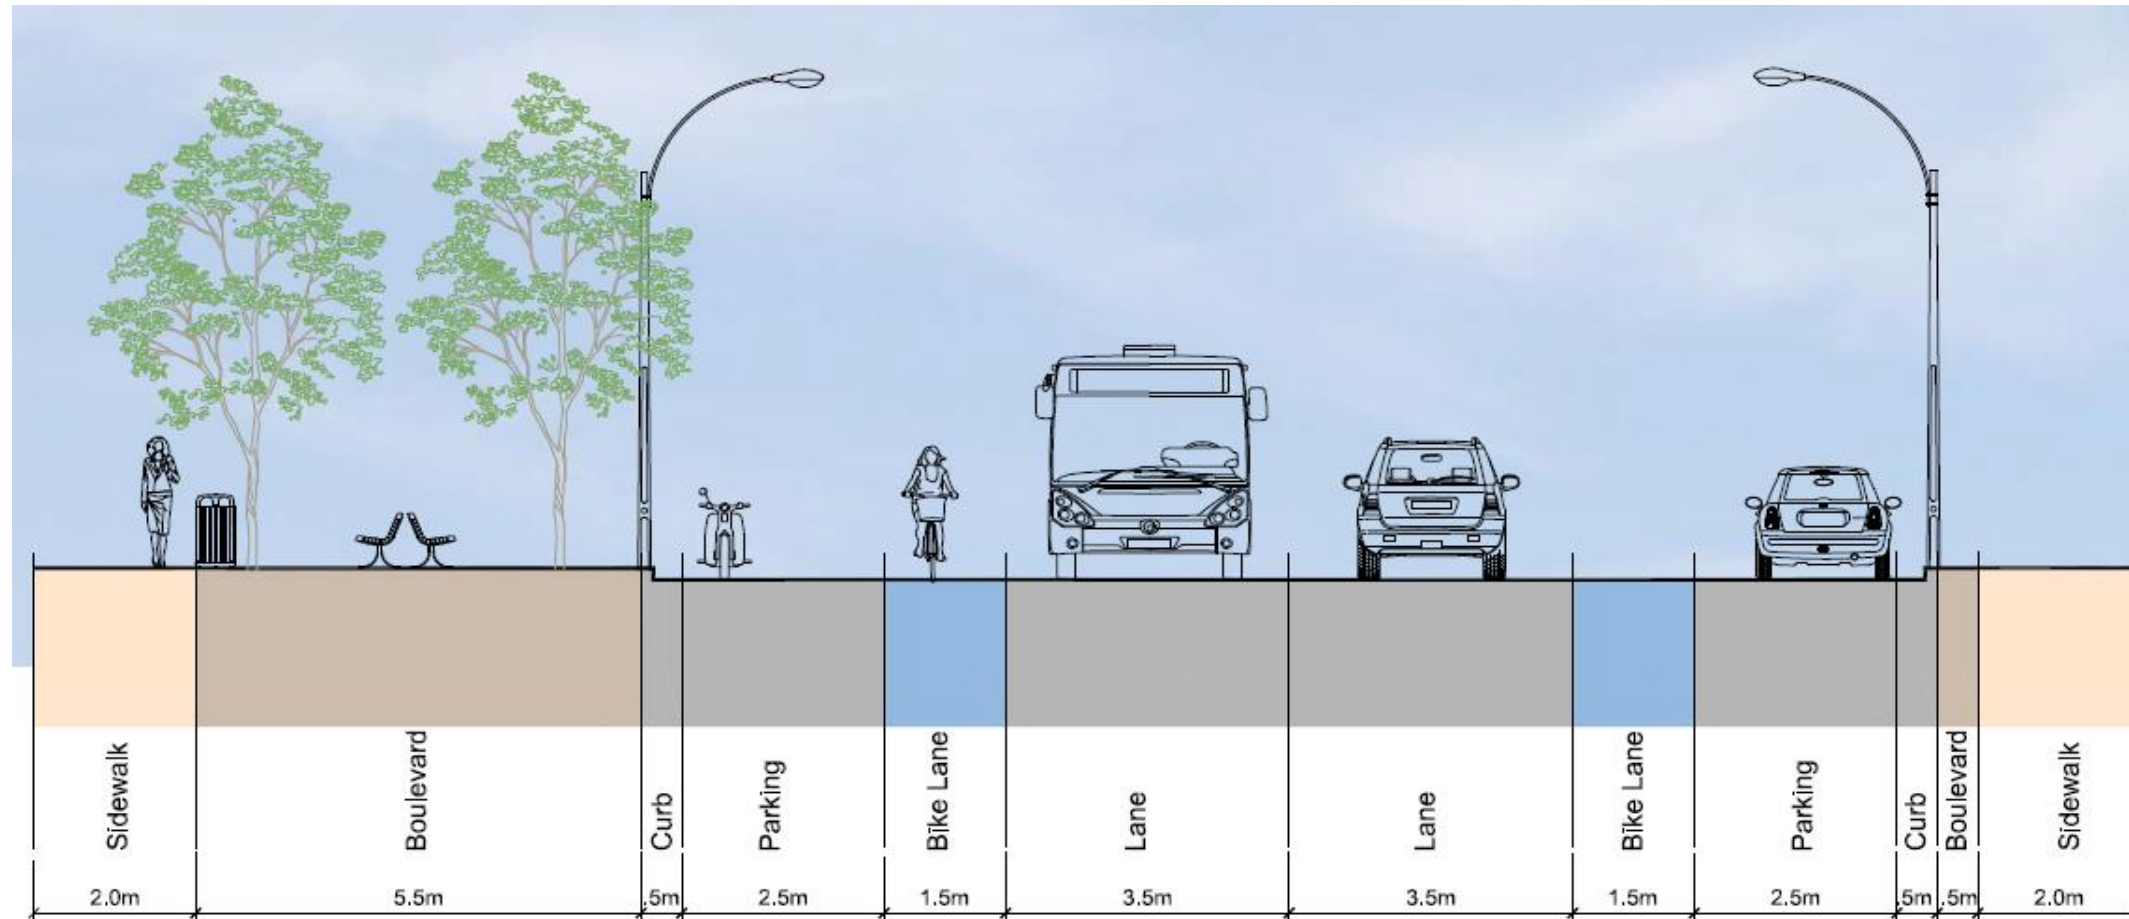 Sidewalk
Boulevard
Curb
Parking
Bike Lane
Lane
Lane
Bike Lane
Parking
Curb
Boulevard
Sidewalk
2.0m
5.5m
.5m
2.5m
1.5m
3.5m
3.5m
1.5m
2.5m
.5m
.5m
2.0m